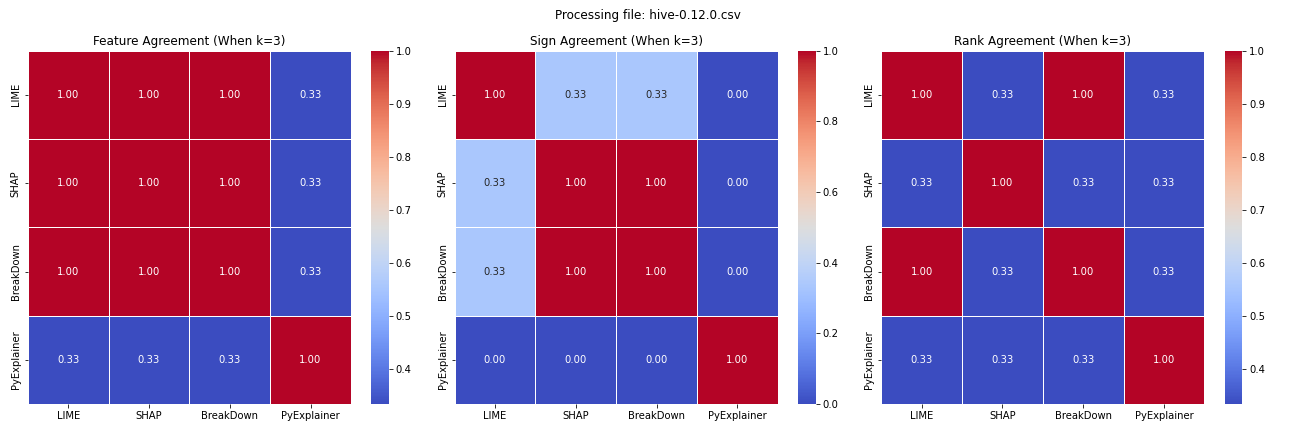 Processing file: hive-0.12.0.csv
Feature Agreement (When k=3)
LIME
SHAP
BreakDown
PyExplainer
1.00 1.00 1.00 0.33
1.00 1.00 1.00 0.33
1.00 1.00 1.00 0.33
0.33 0.33 0.33 1.00
LIME SHAP BreakDown PyExplainer
1.0
0.9
0.8
0.7
0.6
0.5
0.4
Sign Agreement (When k=3)
LIME
SHAP
BreakDown
PyExplainer
1.00 0.33 0.33 0.00
0.33 1.00 1.00 0.00
0.33 1.00 1.00 0.00
0.00 0.00 0.00 1.00
LIME SHAP BreakDown PyExplainer
1.0
0.8
0.6
0.4
0.2
0.0
Rank Agreement (When k=3)
LIME
SHAP
BreakDown
PyExplainer
1.00 0.33 1.00 0.33
0.33 1.00 0.33 0.33
1.00 0.33 1.00 0.33
0.33 0.33 0.33 1.00
LIME SHAP BreakDown PyExplainer
1.0
0.9
0.8
0.7
0.6
0.5
0.4